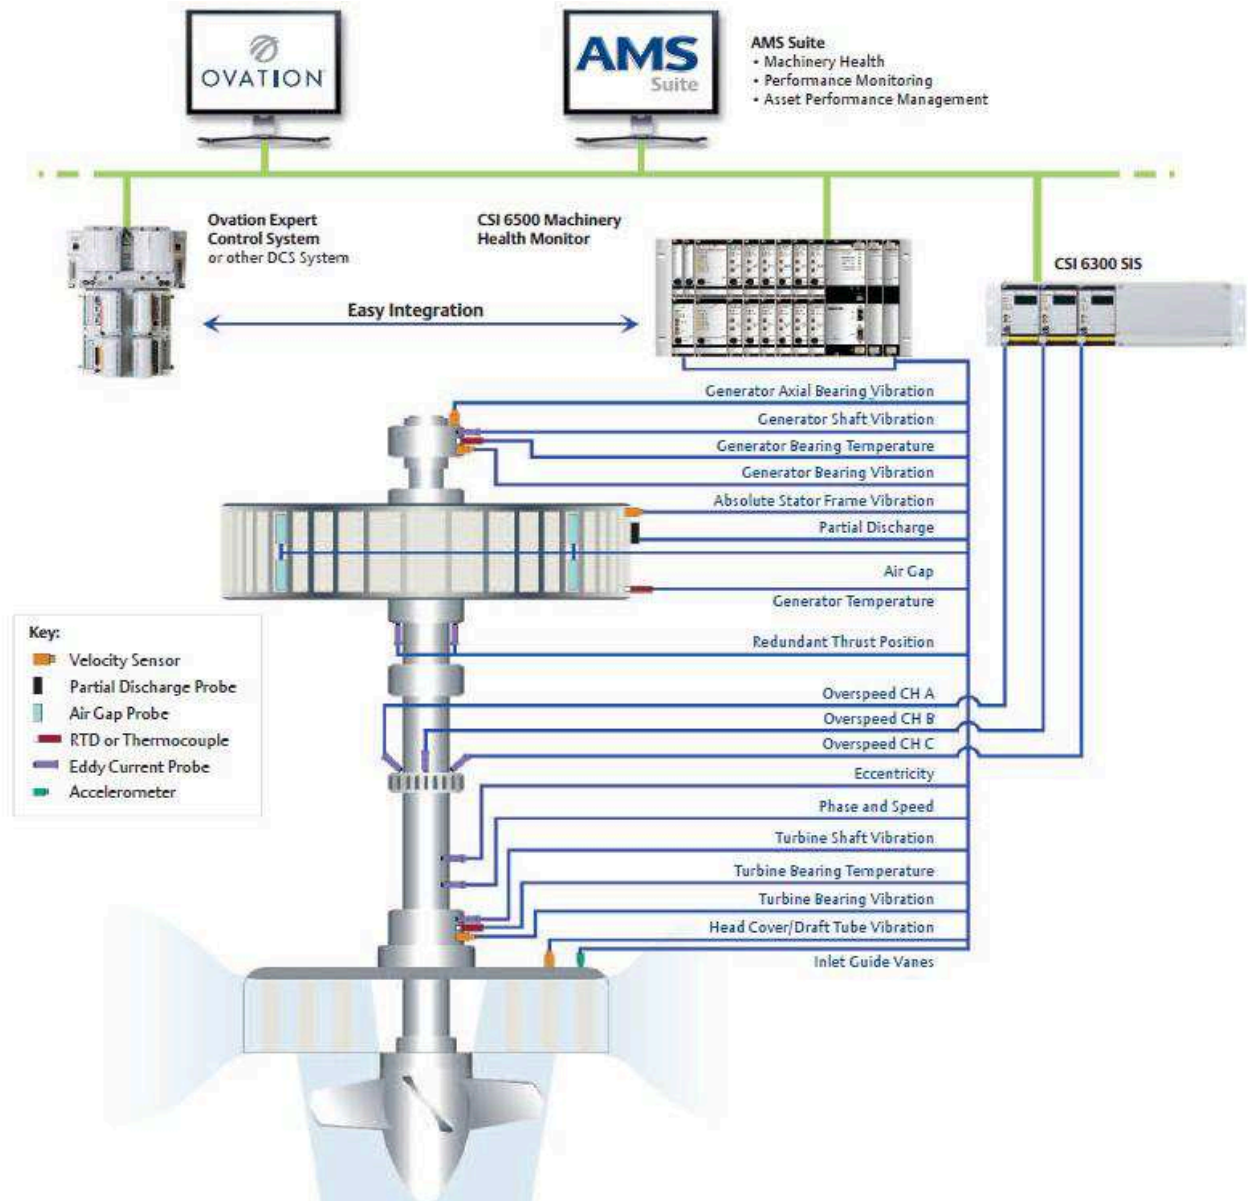 OVATION
AMS
Suite
AMS Suite
• Machinery Health
• Performance Monitoring
• Asset Performance Management
Ovation Expert
Control System
or other DCS System
CSI 6500 Machinery
Health Monitor
CSI 6300 SIS
Easy Integration
Generator Axial Bearing Vibration
Generator Shaft Vibration
Generator Bearing Temperature
Generator Bearing Vibration
Absolute Stator Frame Vibration
Partial Discharge
Air Gap
Generator Temperature
Redundant Thrust Position
Key:
Velocity Sensor
Partial Discharge Probe
Air Gap Probe
RTD or Thermocouple
Eddy Current Probe
Accelerometer
Overspeed CH A
Overspeed CH B
Overspeed CH C
Eccentricity
Phase and Speed
Turbine Shaft Vibration
Turbine Bearing Temperature
Turbine Bearing Vibration
Head Cover/Draft Tube Vibration
Inlet Guide Vanes